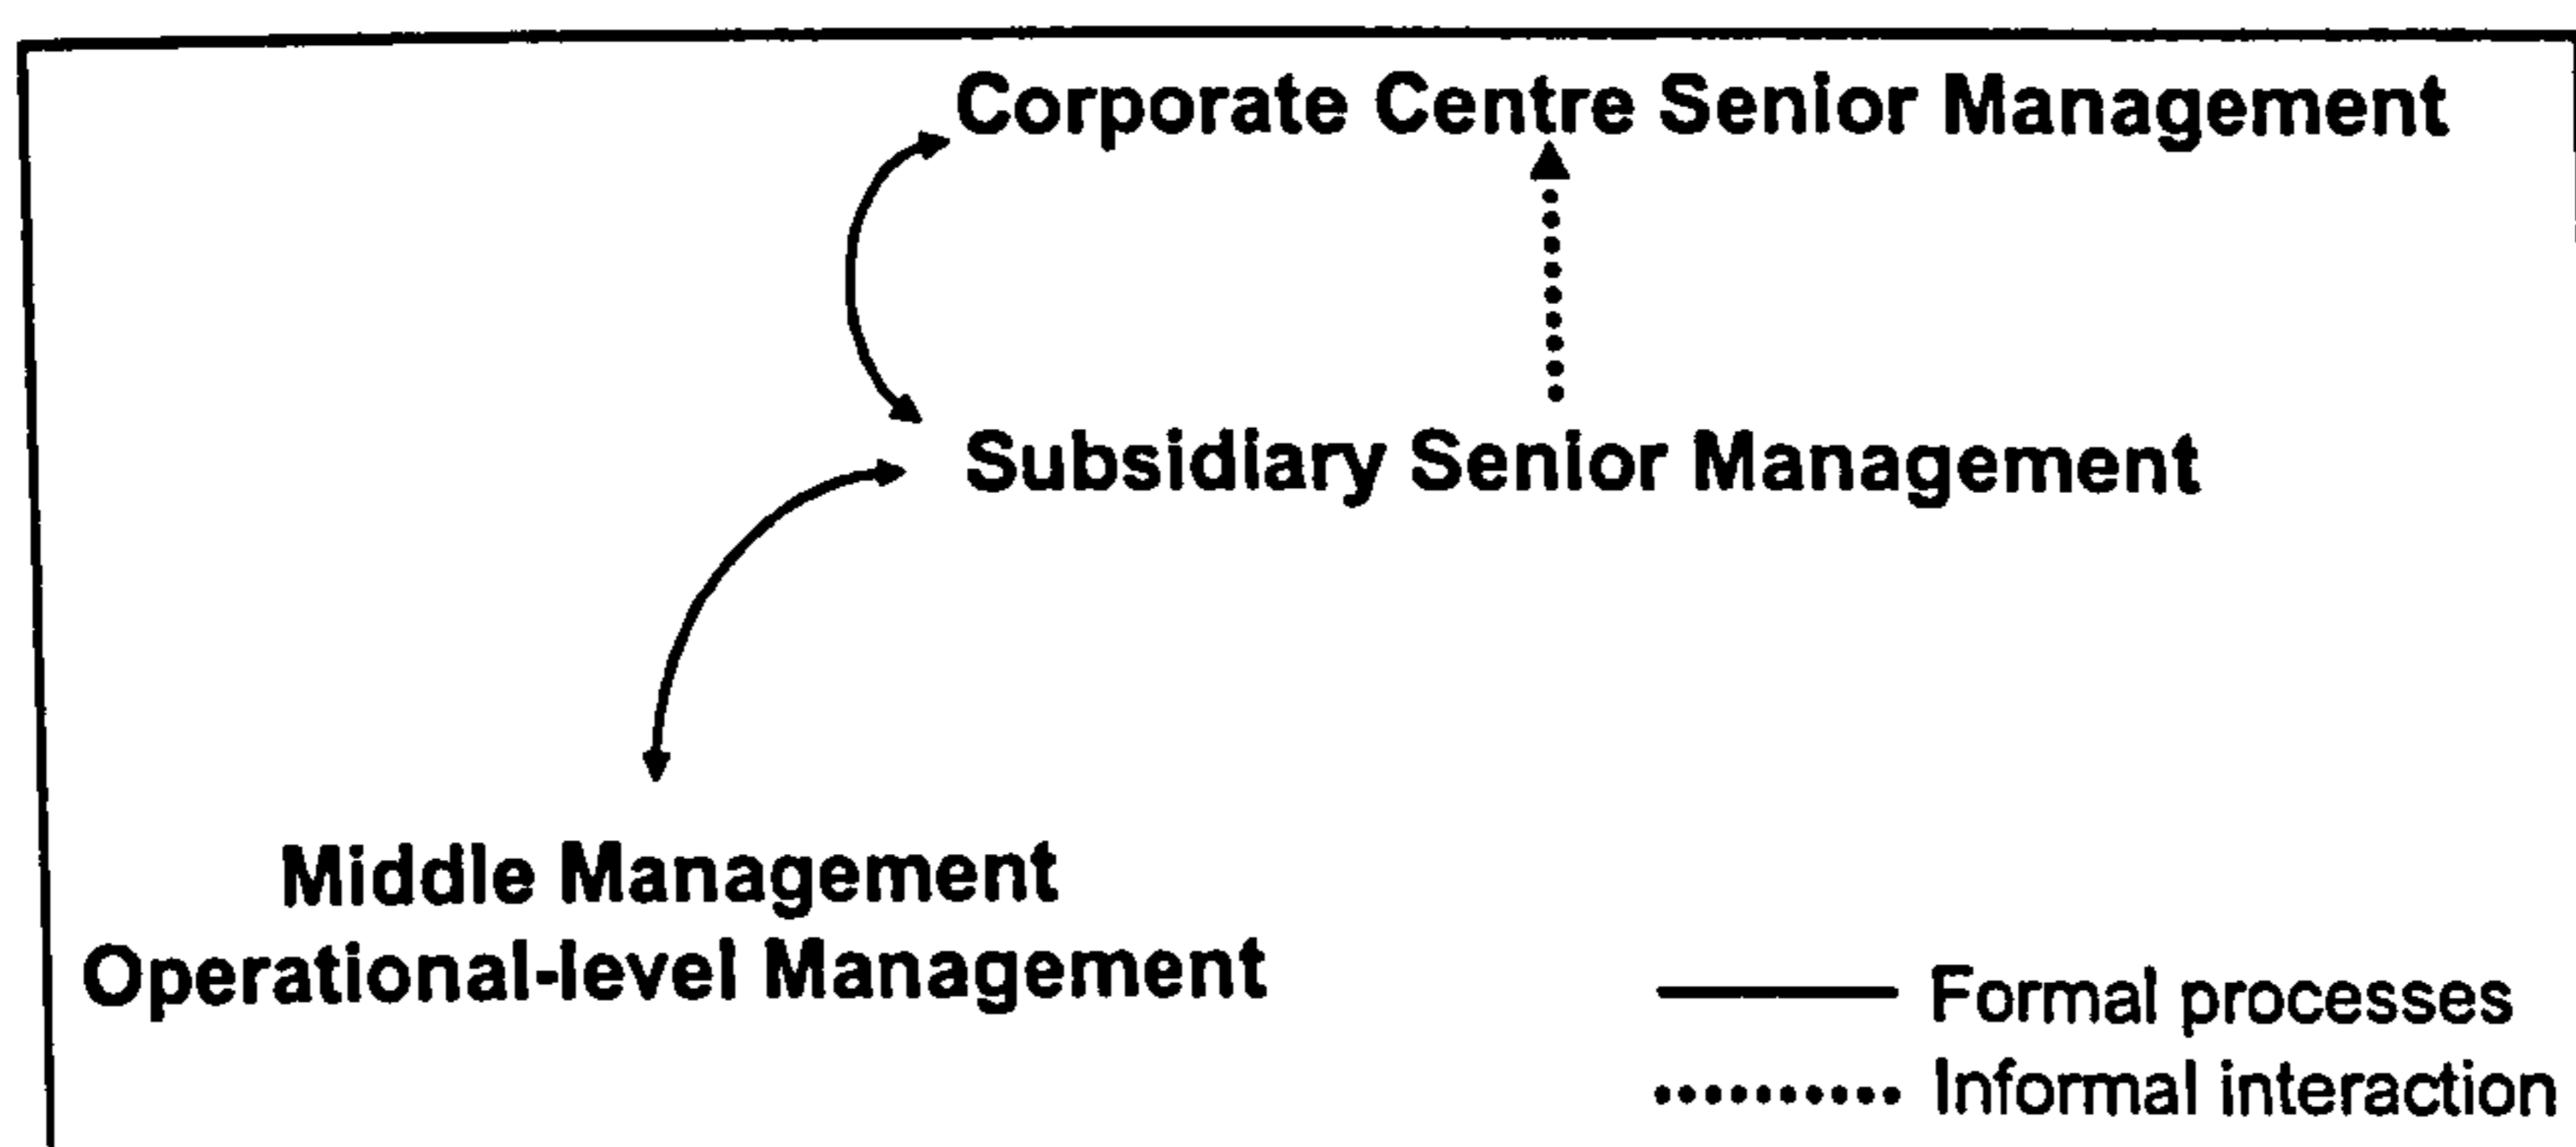 Corporate Centre Senior Management
Subsidiary Senior Management
Middle Management
Operational-level Management
Formal processes
Informal interaction